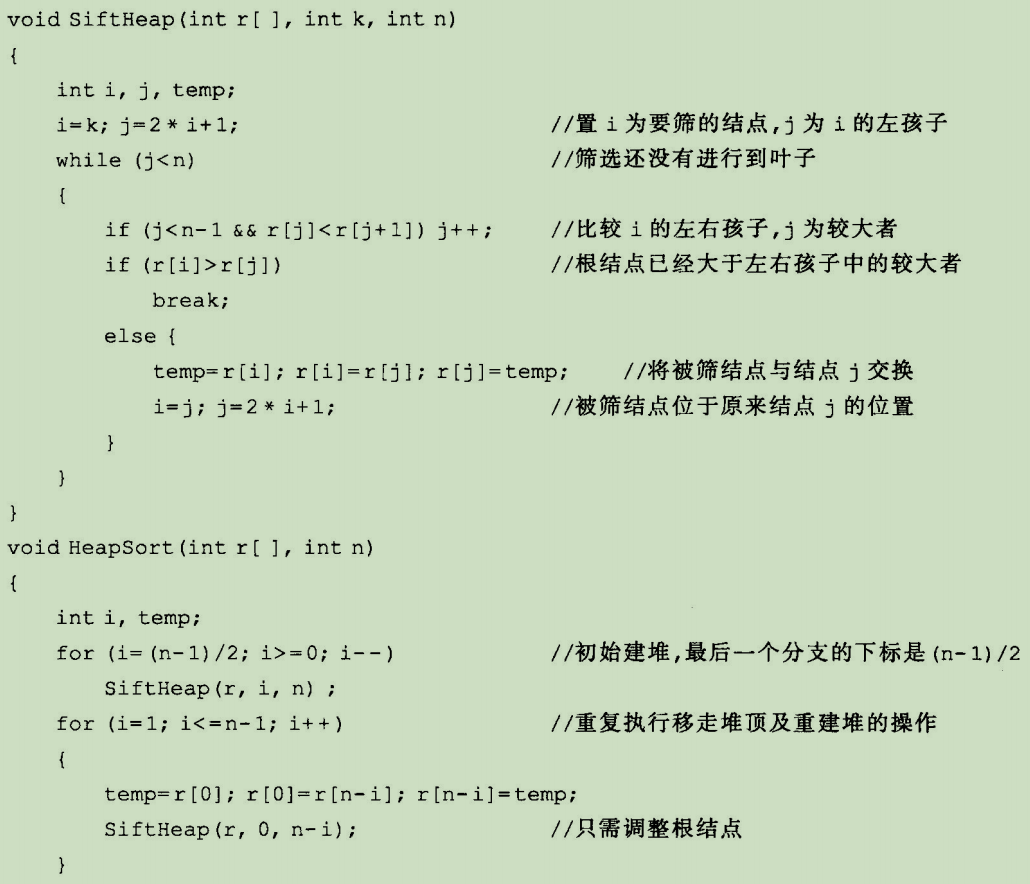 void SiftHeap(int r[ ], int k, int n)
{
    int i, j, temp;
    i=k; j=2*i+1;                          //置 i 为要筛的结点,j 为 i 的左孩子
    while (j<n)                            //筛选还没有进行到叶子
    {
        if (j<n-1 && r[j]<r[j+1]) j++;     //比较 i 的左右孩子,j 为较大者
        if (r[i]>r[j])                     //根结点已经大于左右孩子中的较大者
            break;
        else {
            temp=r[i]; r[i]=r[j]; r[j]=temp;    //将被筛结点与结点 j 交换
            i=j; j=2*i+1;                  //被筛结点位于原来结点 j 的位置
        }
    }
}
void HeapSort(int r[ ], int n)
{
    int i, temp;
    for (i=(n-1)/2; i>=0; i--)             //初始建堆,最后一个分支的下标是(n-1)/2
        SiftHeap(r, i, n) ;
    for (i=1; i<=n-1; i++)                 //重复执行移走堆顶及重建堆的操作
    {
        temp=r[0]; r[0]=r[n-i]; r[n-i]=temp;
        SiftHeap(r, 0, n-i);               //只需调整根结点
    }